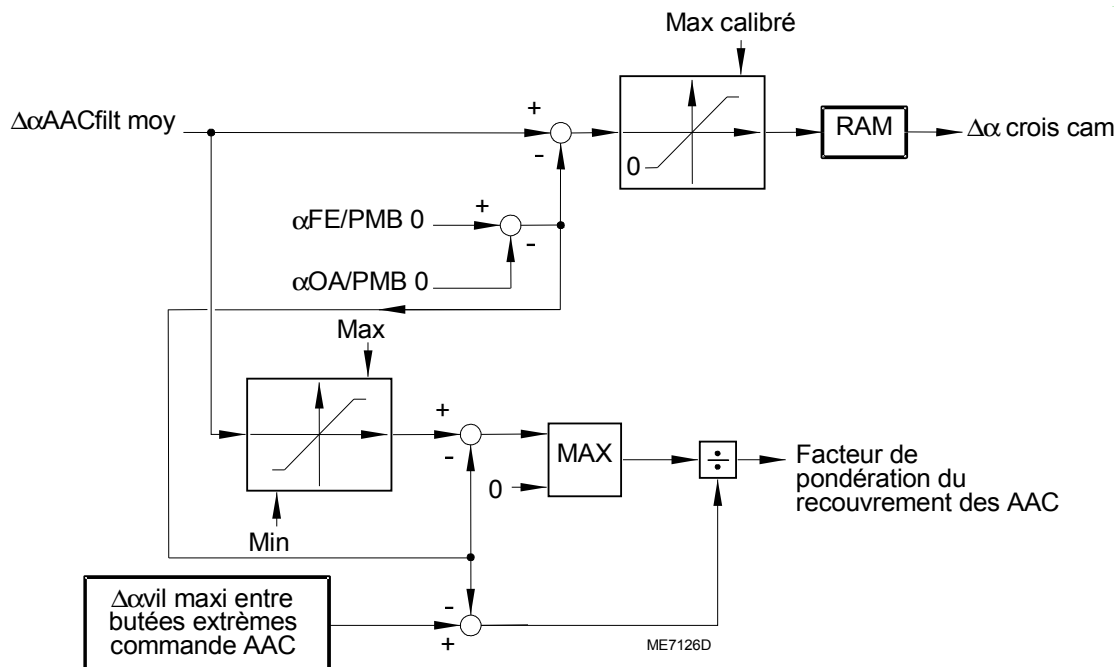 Max calibré
ΔαAACfilt moy
+
-
0
RAM
Δα crois cam
αFE/PMB 0
+
-
αOA/PMB 0
Max
+
-
MAX
0
÷
Facteur de
pondération du
recouvrement des AAC
Min
Δαvil maxi entre
butées extrèmes
commande AAC
-
+
ME7126D